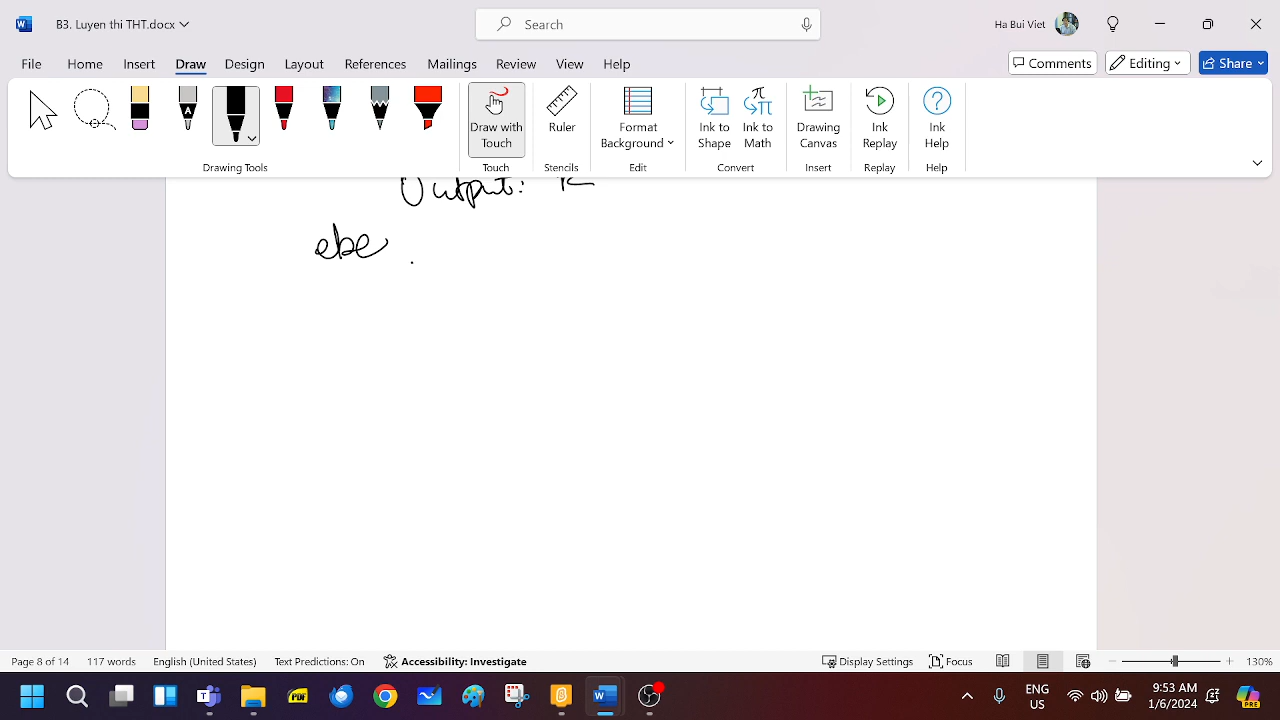 B3. Luyen thi THT.docx
Search
Ha Bui Viet
File Home Insert Draw Design Layout References Mailings Review View Help
Comments Editing Share
Draw with Touch
Ruler
Format Background
Ink to Shape
Ink to Math
Drawing Canvas
Ink Replay
Ink Help
Drawing Tools Touch Stencils Edit Convert Insert Replay Help
Output:
Page 8 of 14 117 words English (United States) Text Predictions: On Accessibility: Investigate Display Settings Focus 130%
ENG
US
9:53 AM
1/6/2024
PDF
PRE